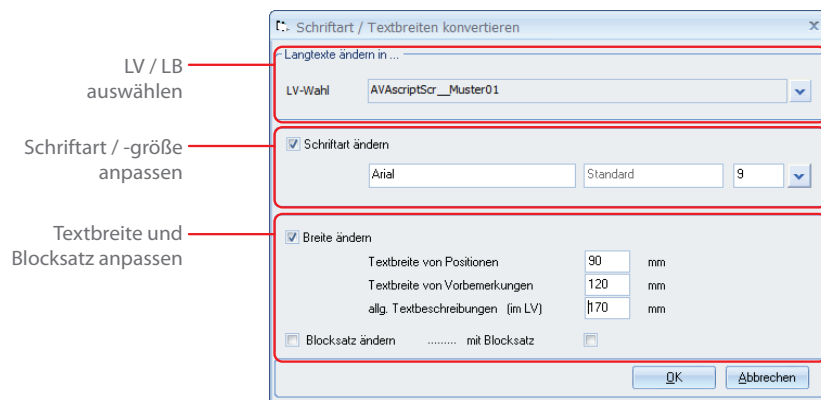 Schriftart / Textbreiten konvertieren x
Langtexte ändern in ...
LV / LB
auswählen
LV-Wahl AVAscriptScr__Muster01
Schriftart / -größe
anpassen
Schriftart ändern
Arial Standard 9
Textbreite und
Blocksatz anpassen
Breite ändern
Textbreite von Positionen 90 mm
Textbreite von Vorbemerkungen 120 mm
allg. Textbeschreibungen (im LV) 170 mm
Blocksatz ändern ......... mit Blocksatz
OK Abbrechen